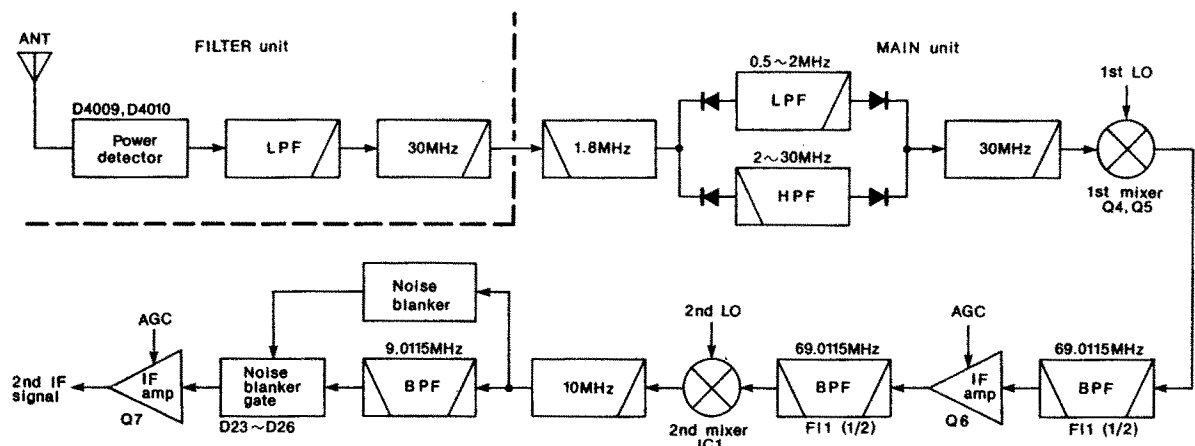 ANT
FILTER unit
MAIN unit
D4009, D4010
Power
detector
LPF
30MHz
1.8MHz
0.5~2MHz
LPF
2~30MHz
HPF
30MHz
1st LO
1st mixer
Q4, Q5
Noise
blanker
AGC
2nd IF
signal
IF
amp
Q7
Noise
blanker
gate
D23~D26
9.0115MHz
BPF
10MHz
2nd LO
2nd mixer
IC1
69.0115MHz
BPF
FI1 (1/2)
AGC
IF
amp
Q6
69.0115MHz
BPF
FI1 (1/2)